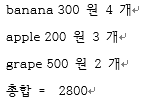 banana 300 원 4 개
apple 200 원 3 개
grape 500 원 2 개
총합 = 2800